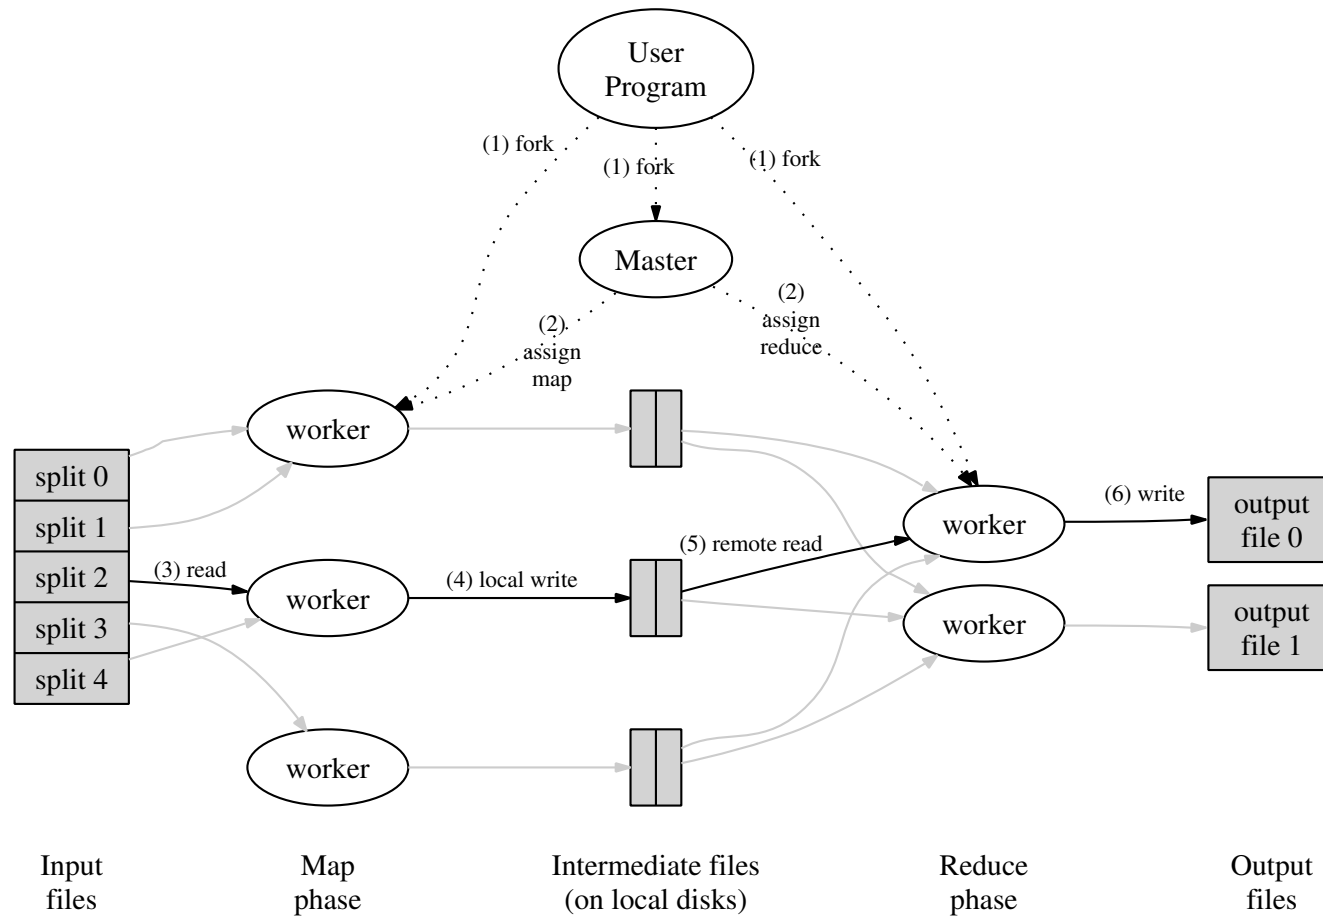 User
Program
(1) fork
(1) fork
(1) fork
Master
(2)
assign
map
(2)
assign
reduce
worker
split 0
split 1
split 2
split 3
split 4
(3) read
worker
(4) local write
worker
(5) remote read
worker
worker
(6) write
output
file 0
output
file 1
Input
files
Map
phase
Intermediate files
(on local disks)
Reduce
phase
Output
files